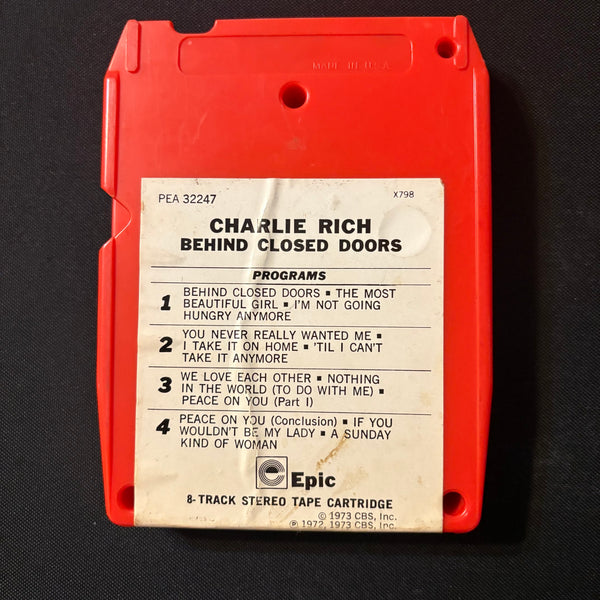 MADE IN U.S.A.
PEA 32247
X798
CHARLIE RICH
BEHIND CLOSED DOORS
PROGRAMS
1 BEHIND CLOSED DOORS ▪ THE MOST
BEAUTIFUL GIRL ▪ I'M NOT GOING
HUNGRY ANYMORE
2 YOU NEVER REALLY WANTED ME ▪
I TAKE IT ON HOME ▪ 'TIL I CAN'T
TAKE IT ANYMORE
3 WE LOVE EACH OTHER ▪ NOTHING
IN THE WORLD (TO DO WITH ME) ▪
PEACE ON YOU (Part I)
4 PEACE ON YOU (Conclusion) ▪ IF YOU
WOULDN'T BE MY LADY ▪ A SUNDAY
KIND OF WOMAN
Epic
8-TRACK STEREO TAPE CARTRIDGE
© 1973 CBS, Inc.
℗ 1972, 1973 CBS, Inc.